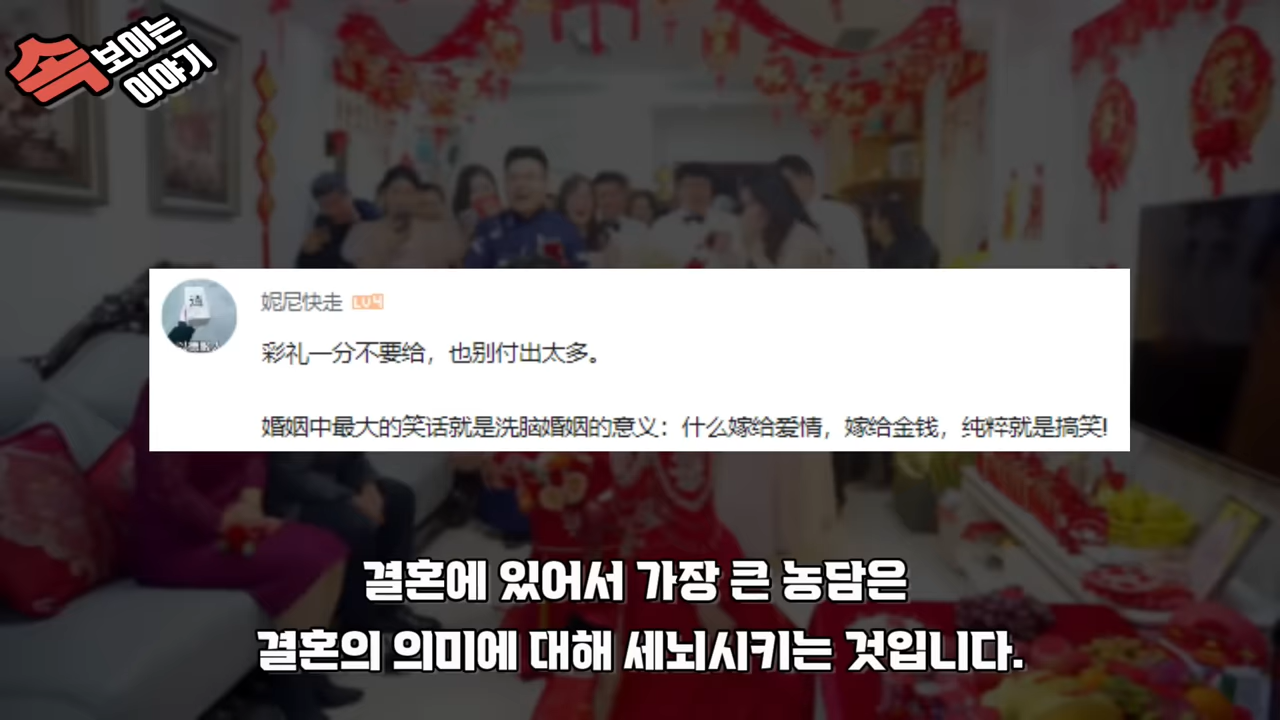 속
보이는
이야기
妮尼快走 LV4
彩礼一分不要给，也别付出太多。
婚姻中最大的笑话就是洗脑婚姻的意义：什么嫁给爱情，嫁给金钱，纯粹就是搞笑!
결혼에 있어서 가장 큰 농담은
결혼의 의미에 대해 세뇌시키는 것입니다.